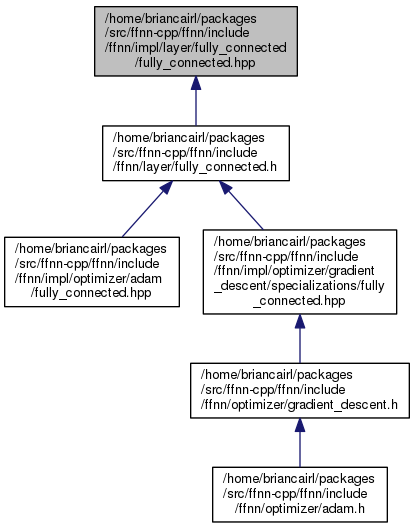 /home/briancairl/packages
/src/ffnn-cpp/ffnn/include
/ffnn/impl/layer/fully_connected
/fully_connected.hpp
/home/briancairl/packages
/src/ffnn-cpp/ffnn/include
/ffnn/layer/fully_connected.h
/home/briancairl/packages
/src/ffnn-cpp/ffnn/include
/ffnn/impl/optimizer/adam
/fully_connected.hpp
/home/briancairl/packages
/src/ffnn-cpp/ffnn/include
/ffnn/impl/optimizer/gradient
_descent/specializations/fully
_connected.hpp
/home/briancairl/packages
/src/ffnn-cpp/ffnn/include
/ffnn/optimizer/gradient_descent.h
/home/briancairl/packages
/src/ffnn-cpp/ffnn/include
/ffnn/optimizer/adam.h